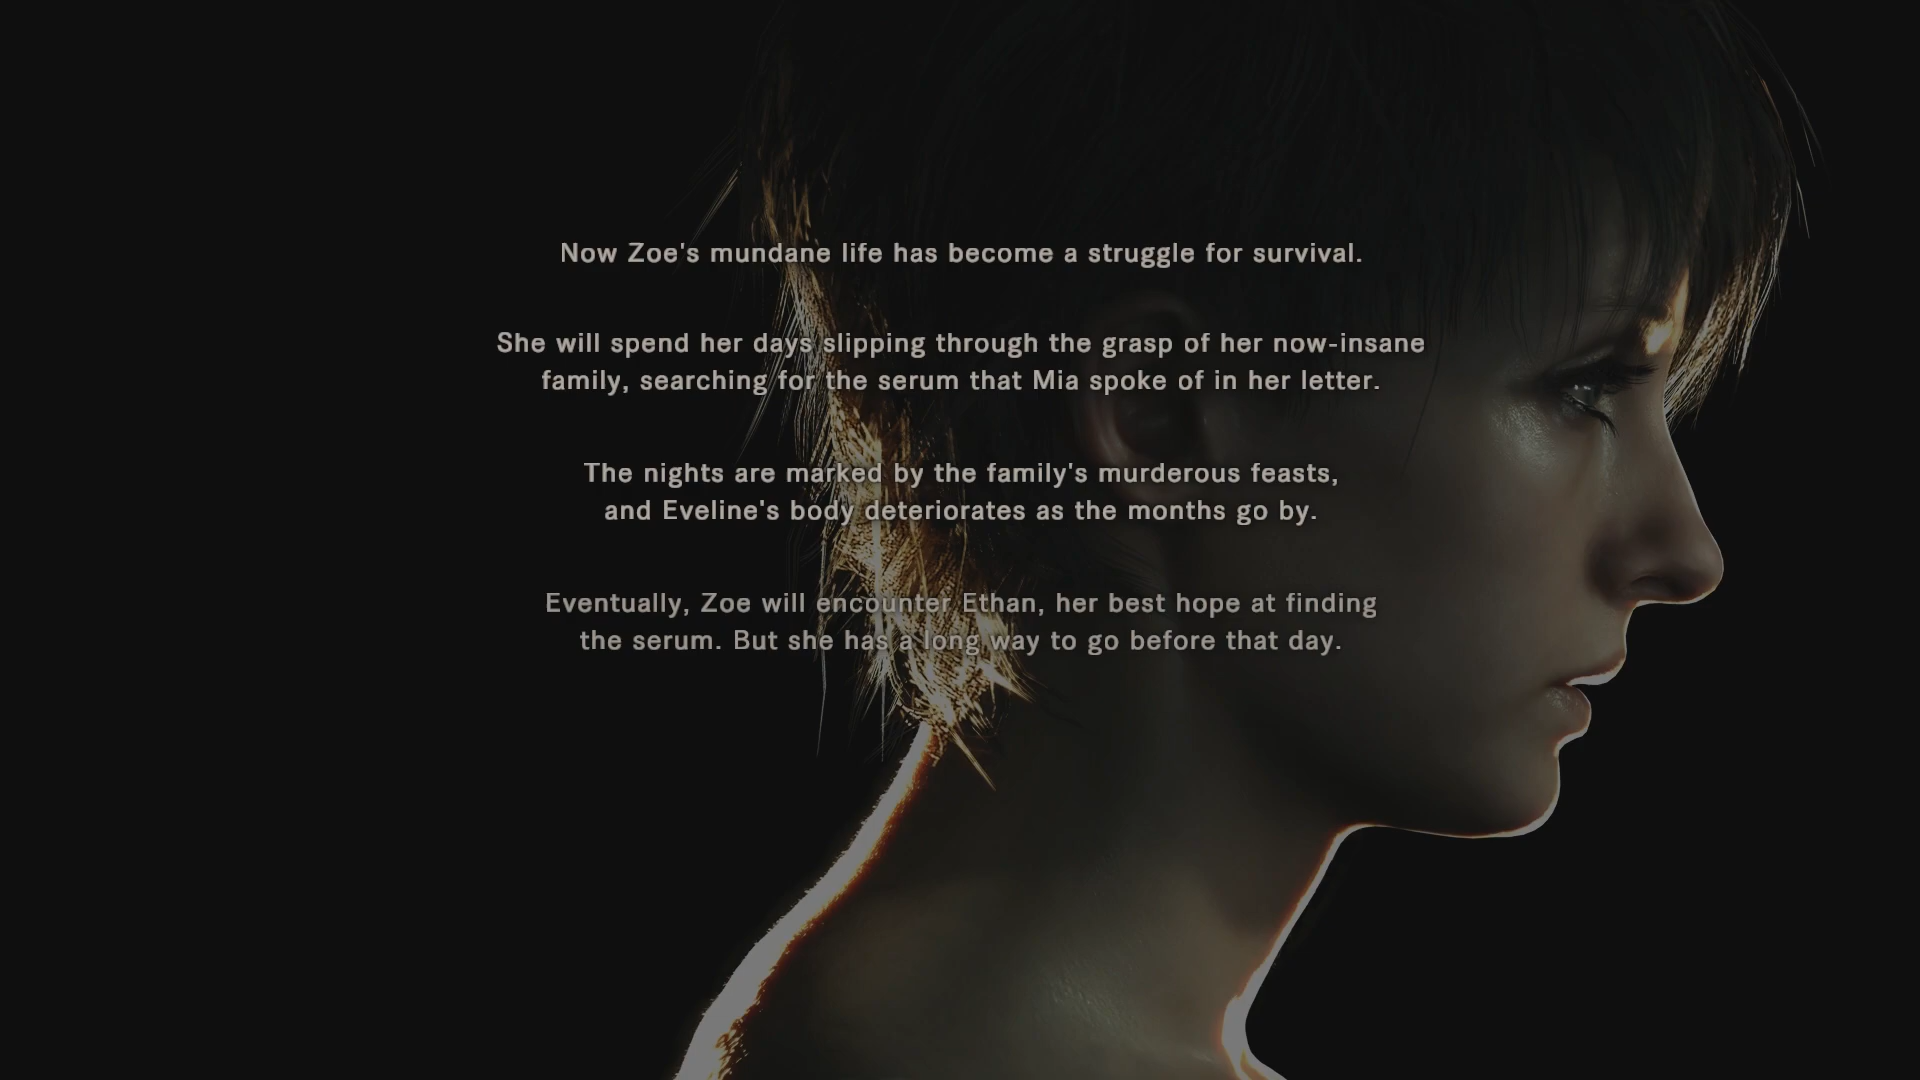 Now Zoe's mundane life has become a struggle for survival.
She will spend her days slipping through the grasp of her now-insane
family, searching for the serum that Mia spoke of in her letter.
The nights are marked by the family's murderous feasts,
and Eveline's body deteriorates as the months go by.
Eventually, Zoe will encounter Ethan, her best hope at finding
the serum. But she has a long way to go before that day.